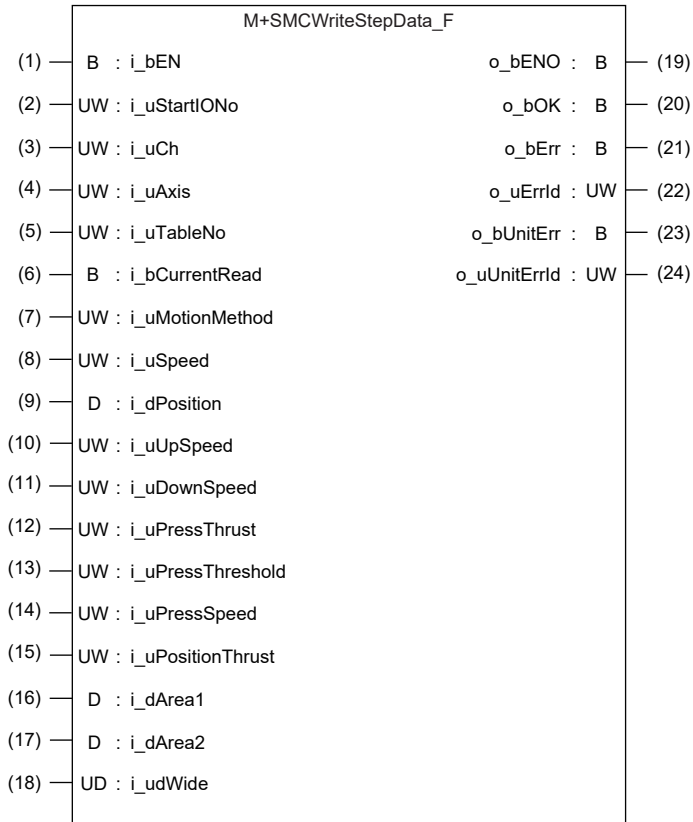 M+SMCWriteStepData_F
(1) B : i_bEN o_bENO : B (19)
(2) UW : i_uStartIONo o_bOK : B (20)
(3) UW : i_uCh o_bErr : B (21)
(4) UW : i_uAxis o_uErrId : UW (22)
(5) UW : i_uTableNo o_bUnitErr : B (23)
(6) B : i_bCurrentRead o_uUnitErrId : UW (24)
(7) UW : i_uMotionMethod
(8) UW : i_uSpeed
(9) D : i_dPosition
(10) UW : i_uUpSpeed
(11) UW : i_uDownSpeed
(12) UW : i_uPressThrust
(13) UW : i_uPressThreshold
(14) UW : i_uPressSpeed
(15) UW : i_uPositionThrust
(16) D : i_dArea1
(17) D : i_dArea2
(18) UD : i_udWide